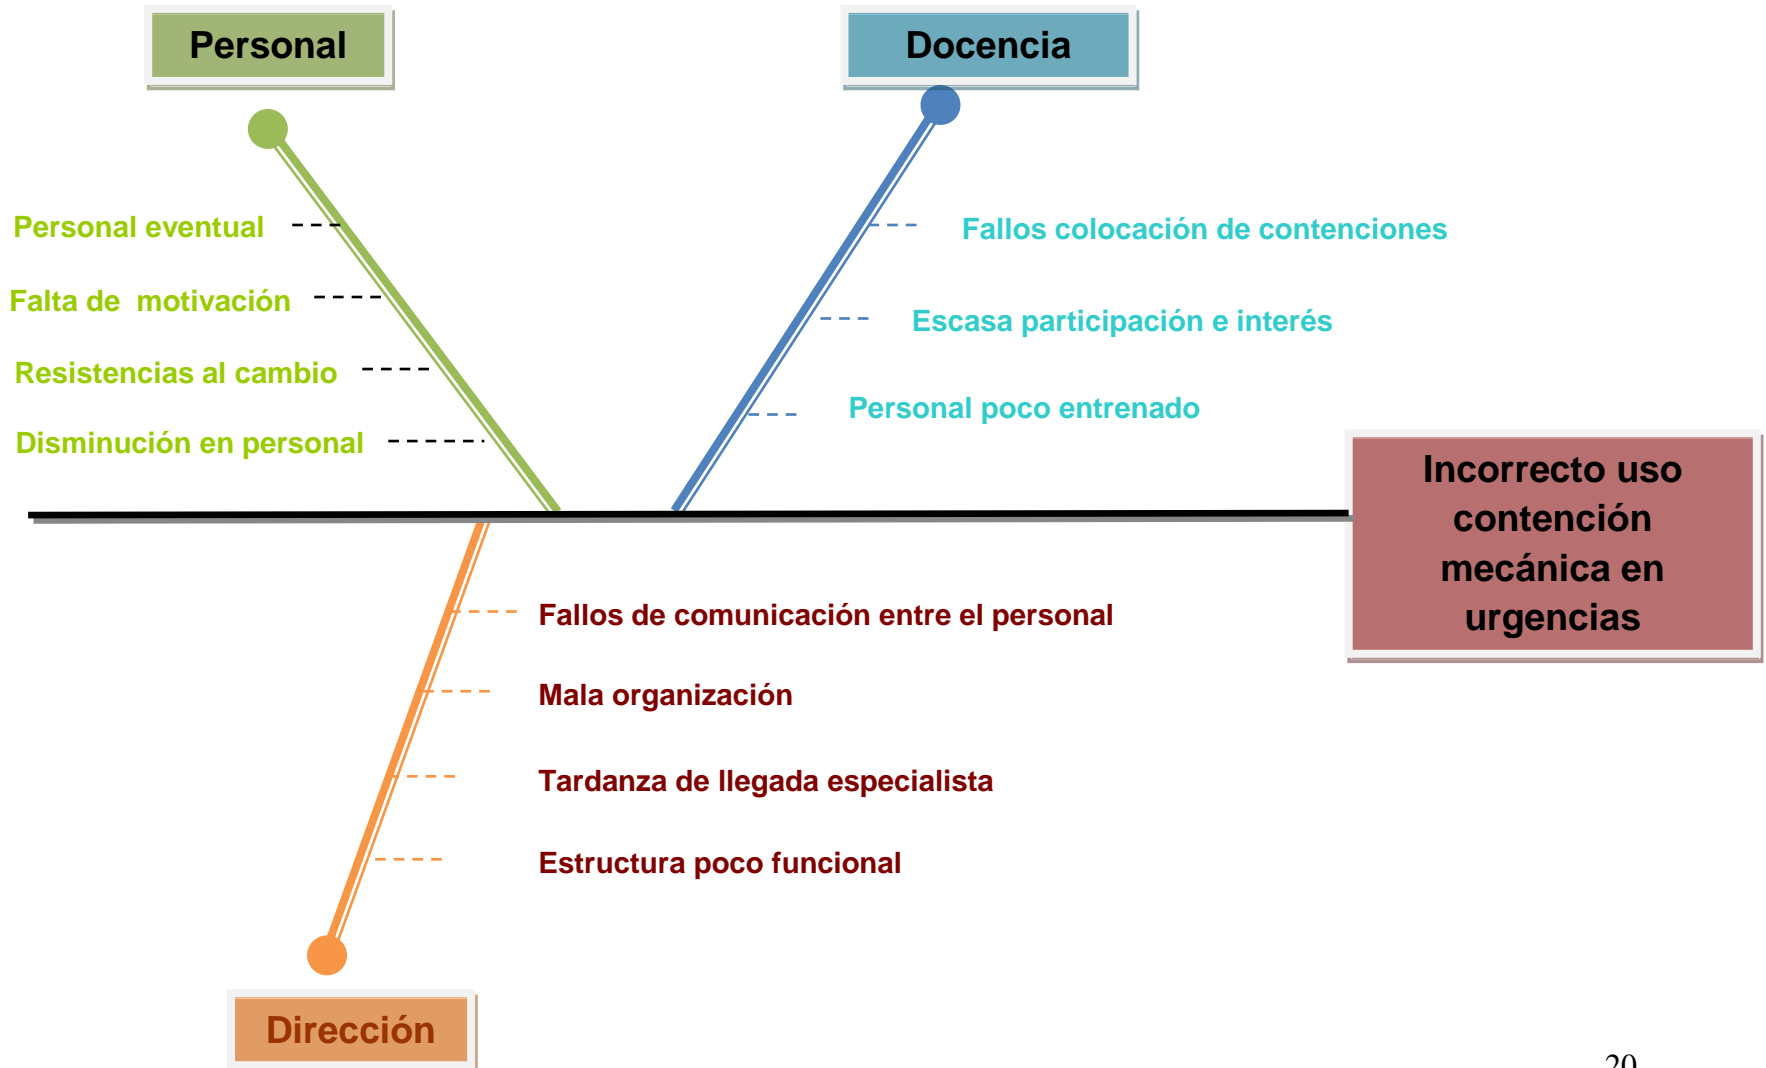 Personal
Docencia
Personal eventual
Falta de motivación
Resistencias al cambio
Disminución en personal
Fallos colocación de contenciones
Escasa participación e interés
Personal poco entrenado
Incorrecto uso
contención
mecánica en
urgencias
Fallos de comunicación entre el personal
Mala organización
Tardanza de llegada especialista
Estructura poco funcional
Dirección
20